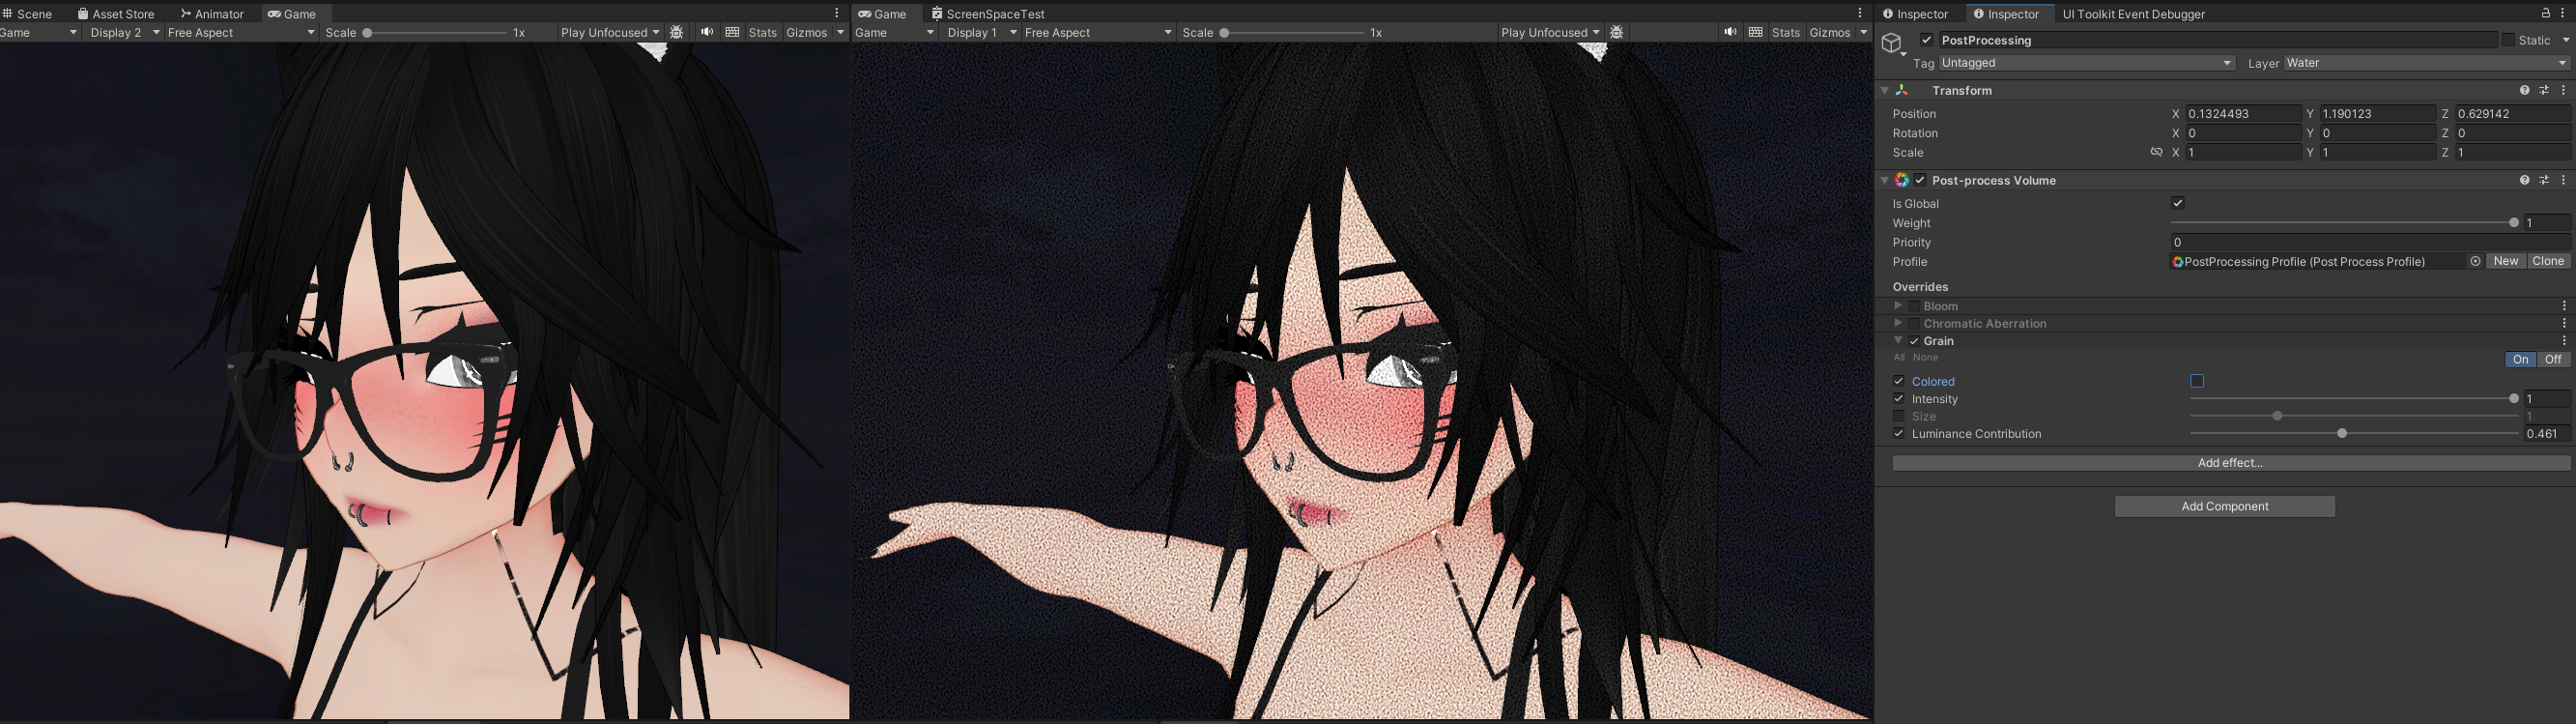 Scene Asset Store Animator Game
Game Display 2 Free Aspect Scale 1x Play Unfocused Stats Gizmos
Game ScreenSpaceTest
Game Display 1 Free Aspect Scale 1x Play Unfocused Stats Gizmos
Inspector Inspector UI Toolkit Event Debugger
PostProcessing Static
Tag Untagged Layer Water
Transform
Position X 0.1324493 Y 1.190123 Z 0.629142
Rotation X 0 Y 0 Z 0
Scale X 1 Y 1 Z 1
Post-process Volume
Is Global
Weight 1
Priority 0
Profile PostProcessing Profile (Post Process Profile) New Clone
Overrides
Bloom
Chromatic Aberration
Grain
All None On Off
Colored
Intensity 1
Size 1
Luminance Contribution 0.461
Add effect...
Add Component